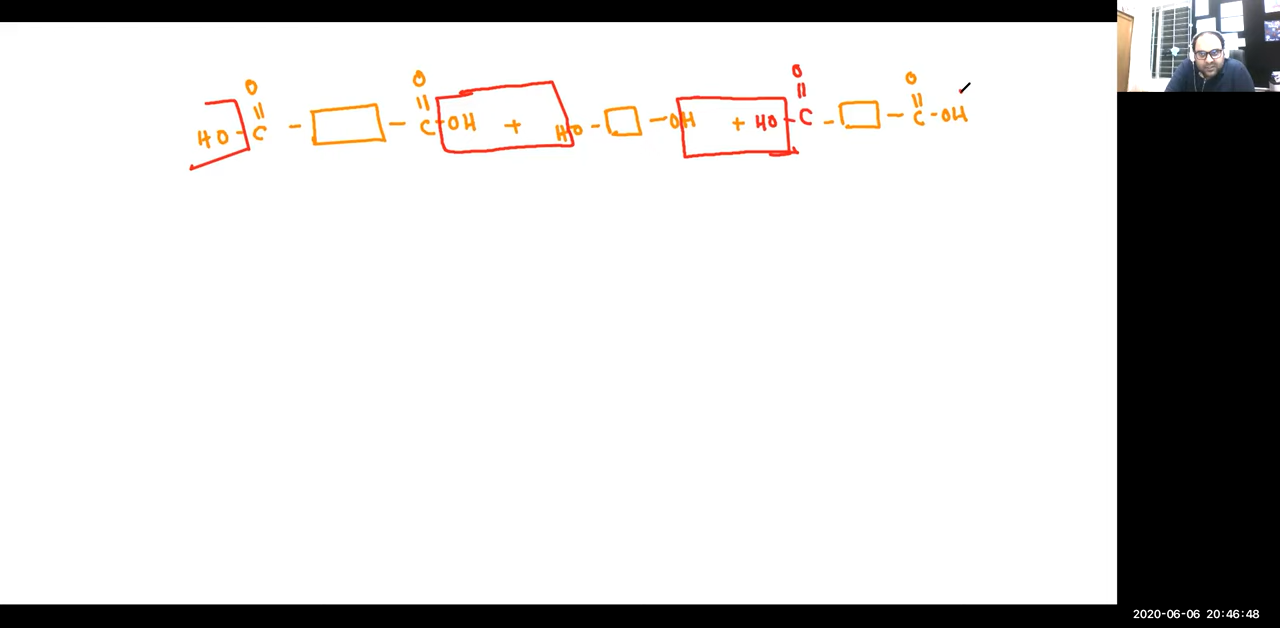 O O O O
HO - C - - C - OH + HO - - OH + HO - C - - C - OH
2020-06-06 20:46:48